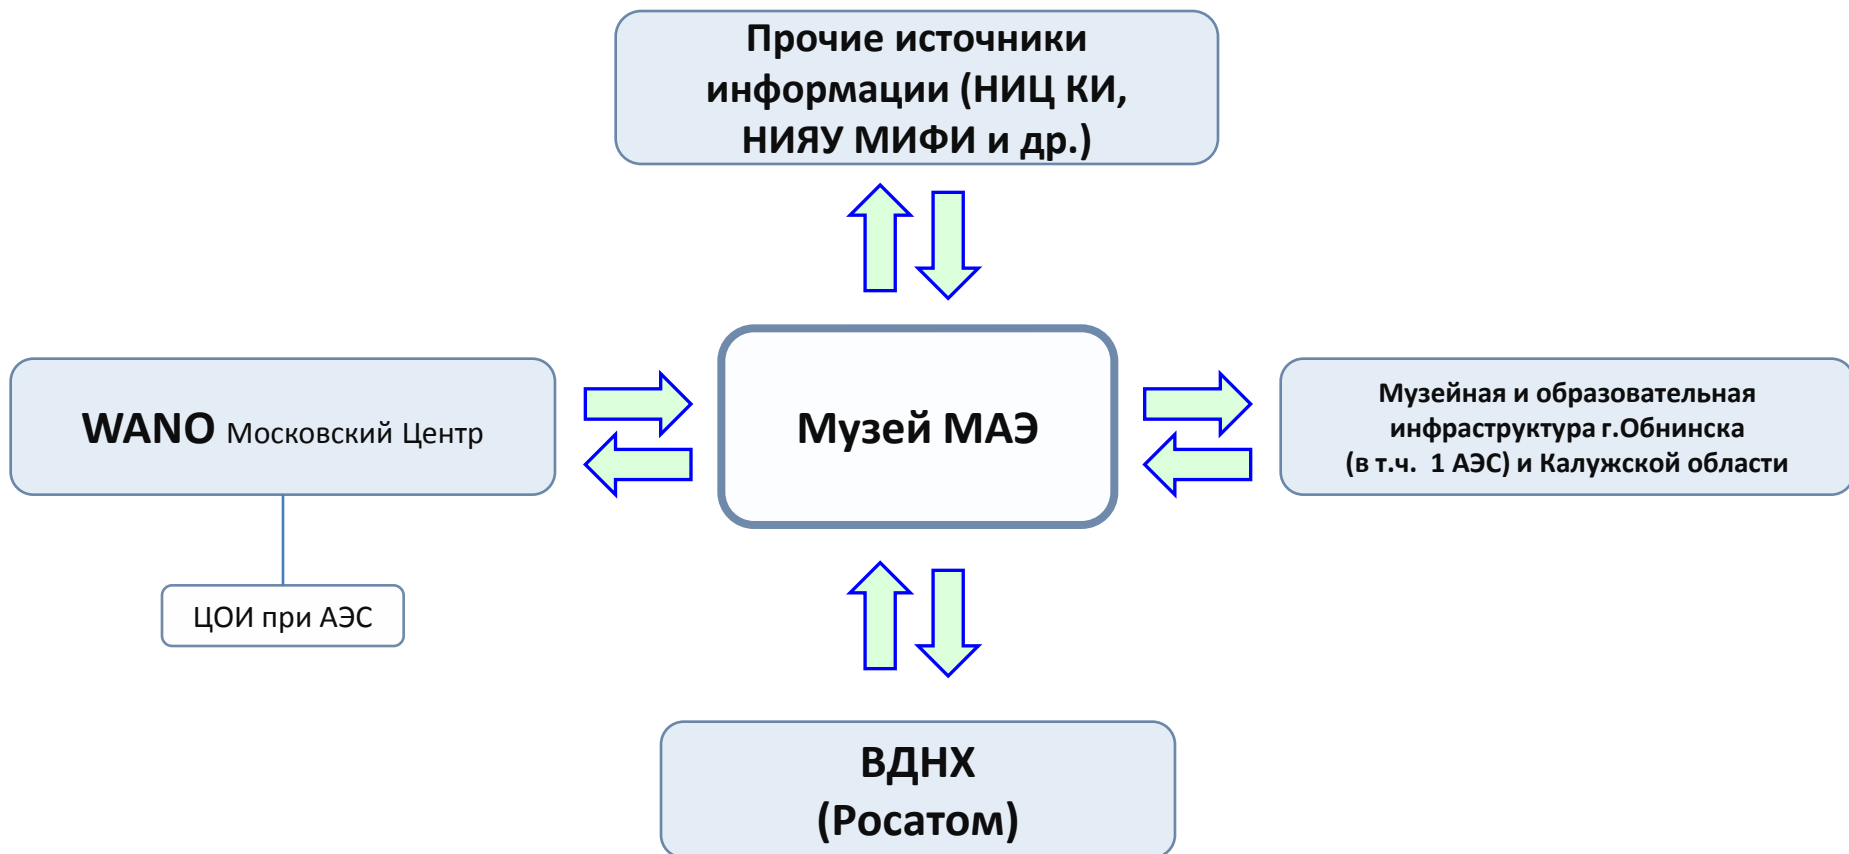 Прочие источники
информации (НИЦ КИ,
НИЯУ МИФИ и др.)
WANO Московский Центр
Музей МАЭ
Музейная и образовательная
инфраструктура г.Обнинска
(в т.ч.  1 АЭС) и Калужской области
ЦОИ при АЭС
ВДНХ
(Росатом)